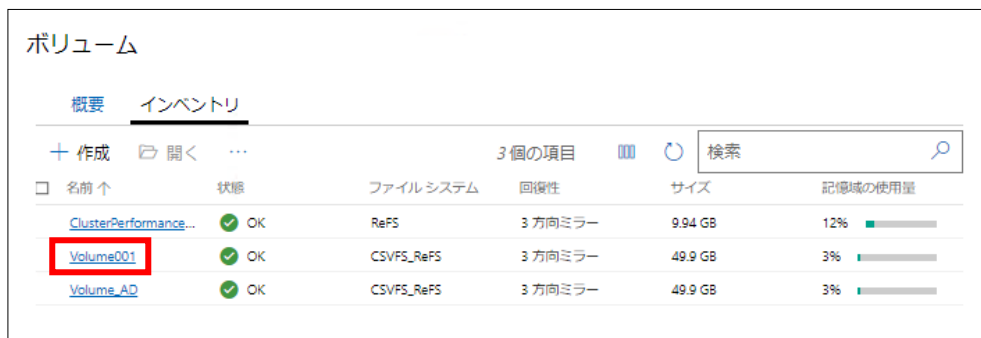 ボリューム
概要 インベントリ
作成 開く ... 3 個の項目 検索
名前 状態 ファイル システム 回復性 サイズ 記憶域の使用量
ClusterPerformance... OK ReFS 3 方向ミラー 9.94 GB 12%
Volume001 OK CSVFS_ReFS 3 方向ミラー 49.9 GB 3%
Volume_AD OK CSVFS_ReFS 3 方向ミラー 49.9 GB 3%